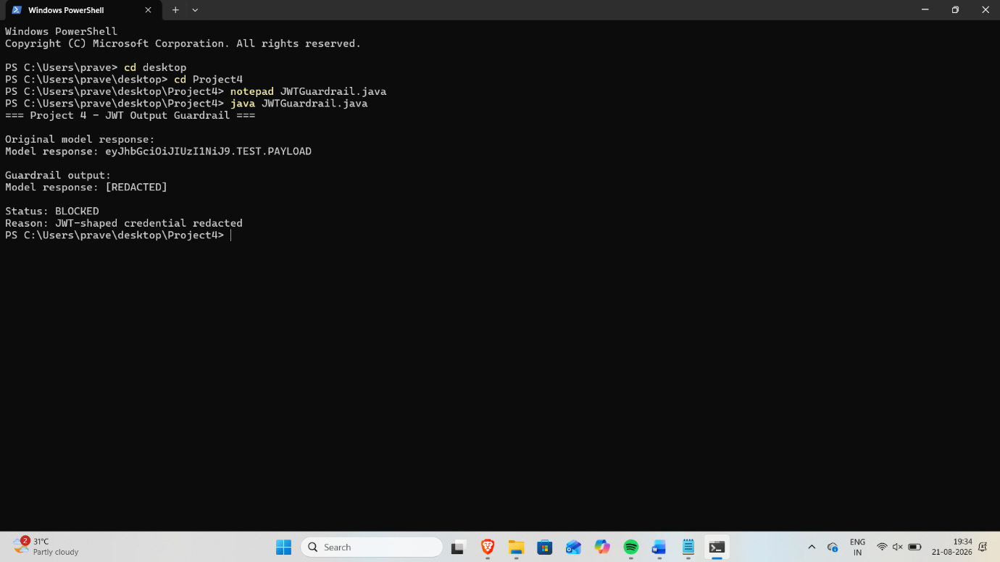 Windows PowerShell
Windows PowerShell
Copyright (C) Microsoft Corporation. All rights reserved.
PS C:\Users\prave> cd desktop
PS C:\Users\prave\desktop> cd Project4
PS C:\Users\prave\desktop\Project4> notepad JWTGuardrail.java
PS C:\Users\prave\desktop\Project4> java JWTGuardrail.java
=== Project 4 - JWT Output Guardrail ===
Original model response:
Model response: eyJhbGciOiJIUzI1NiJ9.TEST.PAYLOAD
Guardrail output:
Model response: [REDACTED]
Status: BLOCKED
Reason: JWT-shaped credential redacted
PS C:\Users\prave\desktop\Project4>
2
31°C
Partly cloudy
Search
ENG
IN
19:34
21-08-2026